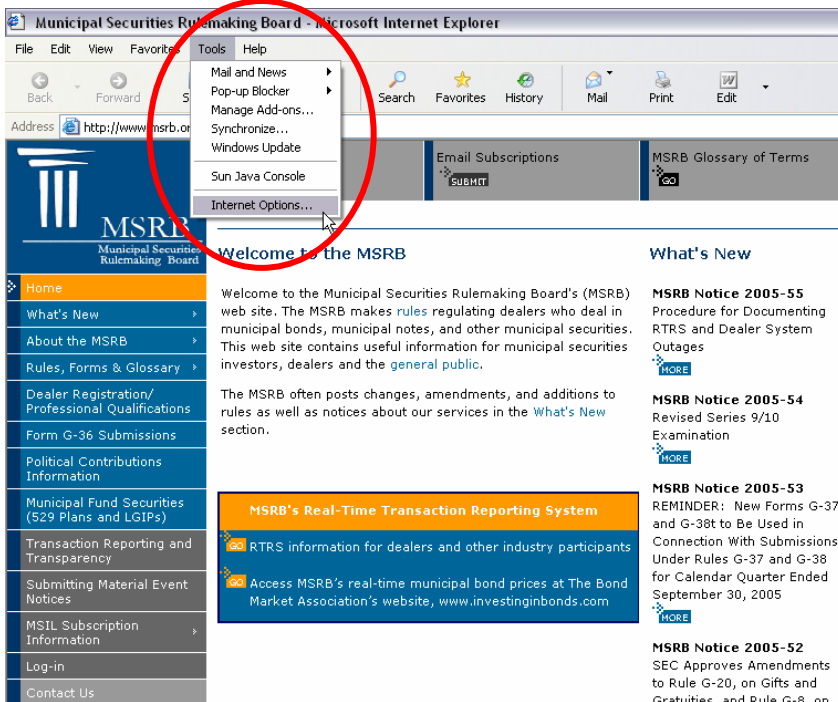 Municipal Securities Rulemaking Board - Microsoft Internet Explorer
File Edit View Favorites Tools Help
Back Forward Search Favorites History Mail Print Edit
Mail and News
Pop-up Blocker
Manage Add-ons...
Synchronize...
Windows Update
Sun Java Console
Internet Options...
Address http://www.msrb.or
Email Subscriptions
SUBMIT
MSRB Glossary of Terms
GO
MSRB
Municipal Securities
Rulemaking Board
Home
What's New
About the MSRB
Rules, Forms & Glossary
Dealer Registration/
Professional Qualifications
Form G-36 Submissions
Political Contributions
Information
Municipal Fund Securities
(529 Plans and LGIPs)
Transaction Reporting and
Transparency
Submitting Material Event
Notices
MSIL Subscription
Information
Log-in
Contact Us
Welcome to the MSRB
Welcome to the Municipal Securities Rulemaking Board's (MSRB)
web site. The MSRB makes rules regulating dealers who deal in
municipal bonds, municipal notes, and other municipal securities.
This web site contains useful information for municipal securities
investors, dealers and the general public.
The MSRB often posts changes, amendments, and additions to
rules as well as notices about our services in the What's New
section.
MSRB's Real-Time Transaction Reporting System
GO RTRS information for dealers and other industry participants
GO Access MSRB's real-time municipal bond prices at The Bond
Market Association's website, www.investinginbonds.com
What's New
MSRB Notice 2005-55
Procedure for Documenting
RTRS and Dealer System
Outages
MORE
MSRB Notice 2005-54
Revised Series 9/10
Examination
MORE
MSRB Notice 2005-53
REMINDER: New Forms G-37
and G-38t to Be Used in
Connection With Submissions
Under Rules G-37 and G-38
for Calendar Quarter Ended
September 30, 2005
MORE
MSRB Notice 2005-52
SEC Approves Amendments
to Rule G-20, on Gifts and
Gratuities, and Rule G-8, on